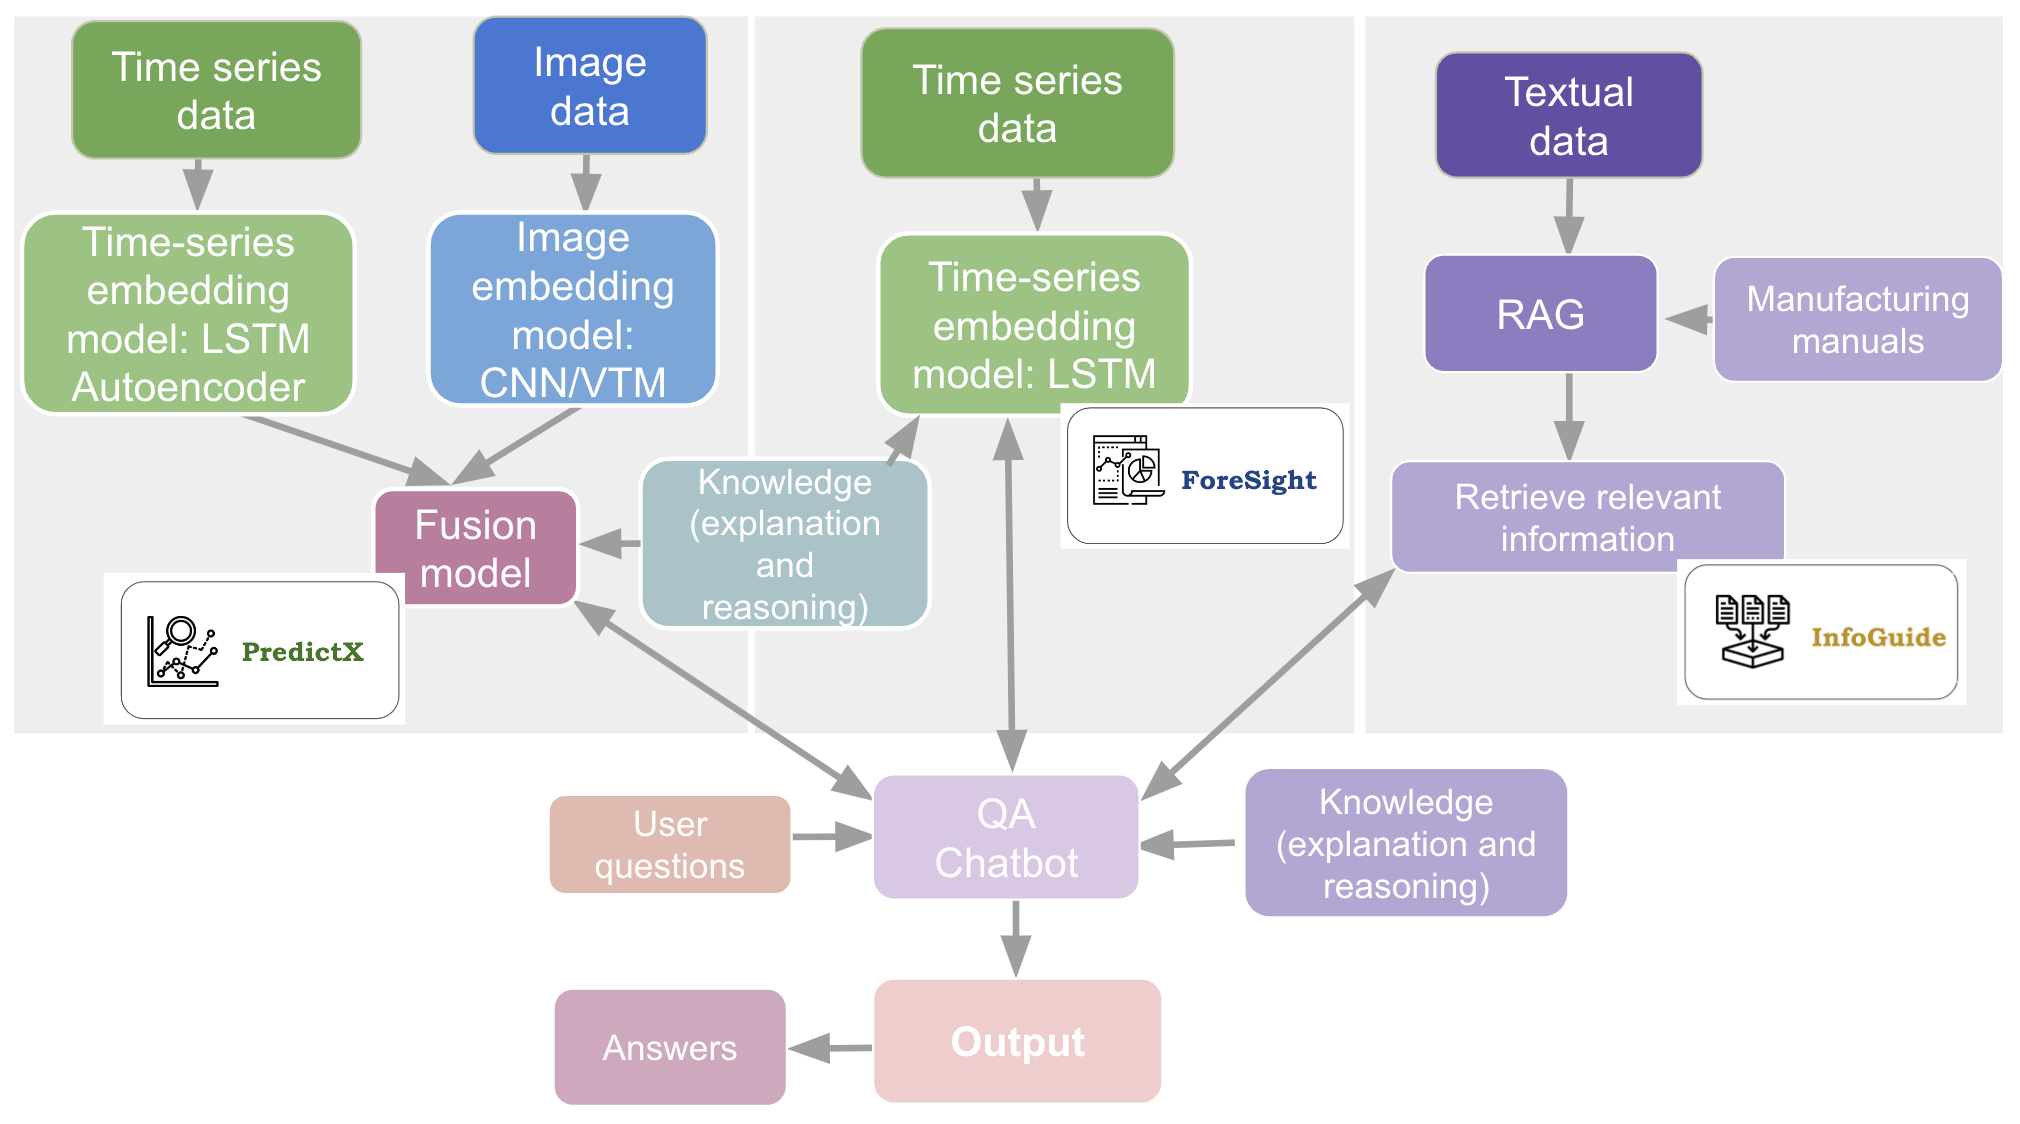 Time series
data
Image
data
Time-series
embedding
model: LSTM
Autoencoder
Image
embedding
model:
CNN/VTM
Fusion
model
Knowledge
(explanation
and
reasoning)
PredictX
Time series
data
Time-series
embedding
model: LSTM
ForeSight
Textual
data
RAG
Manufacturing
manuals
Retrieve relevant
information
InfoGuide
User
questions
QA
Chatbot
Knowledge
(explanation and
reasoning)
Answers
Output